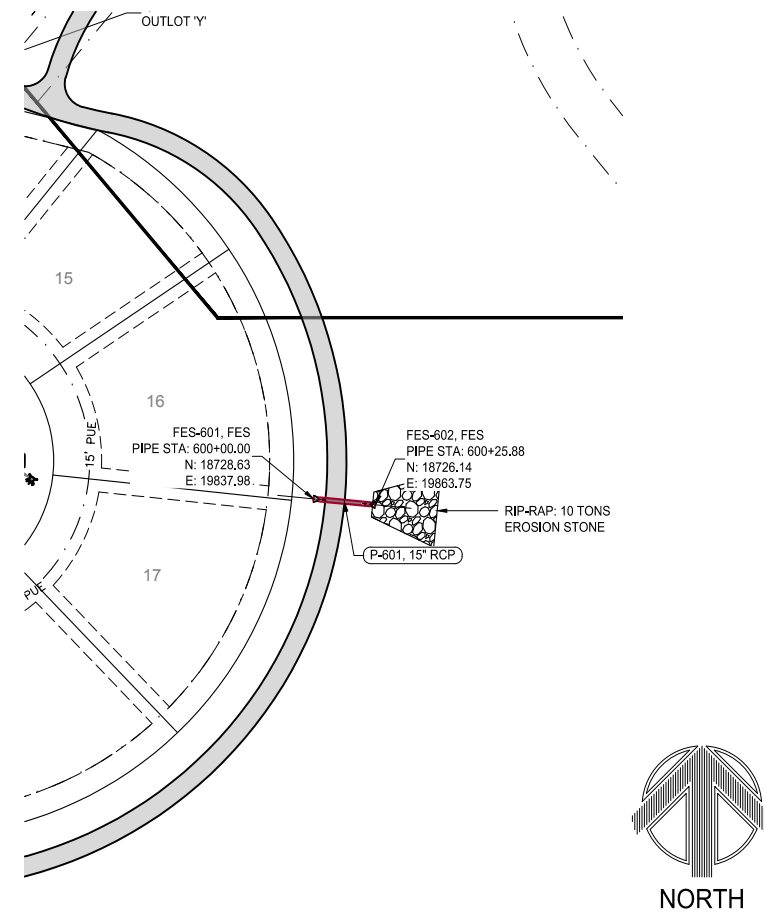 OUTLOT 'Y'
15
16
FES-601, FES
PIPE STA: 600+00.00
N: 18728.63
E: 19837.98
FES-602, FES
PIPE STA: 600+25.88
N: 18726.14
E: 19863.75
15' PUE
RIP-RAP: 10 TONS
EROSION STONE
P-601, 15" RCP
17
PUE
NORTH